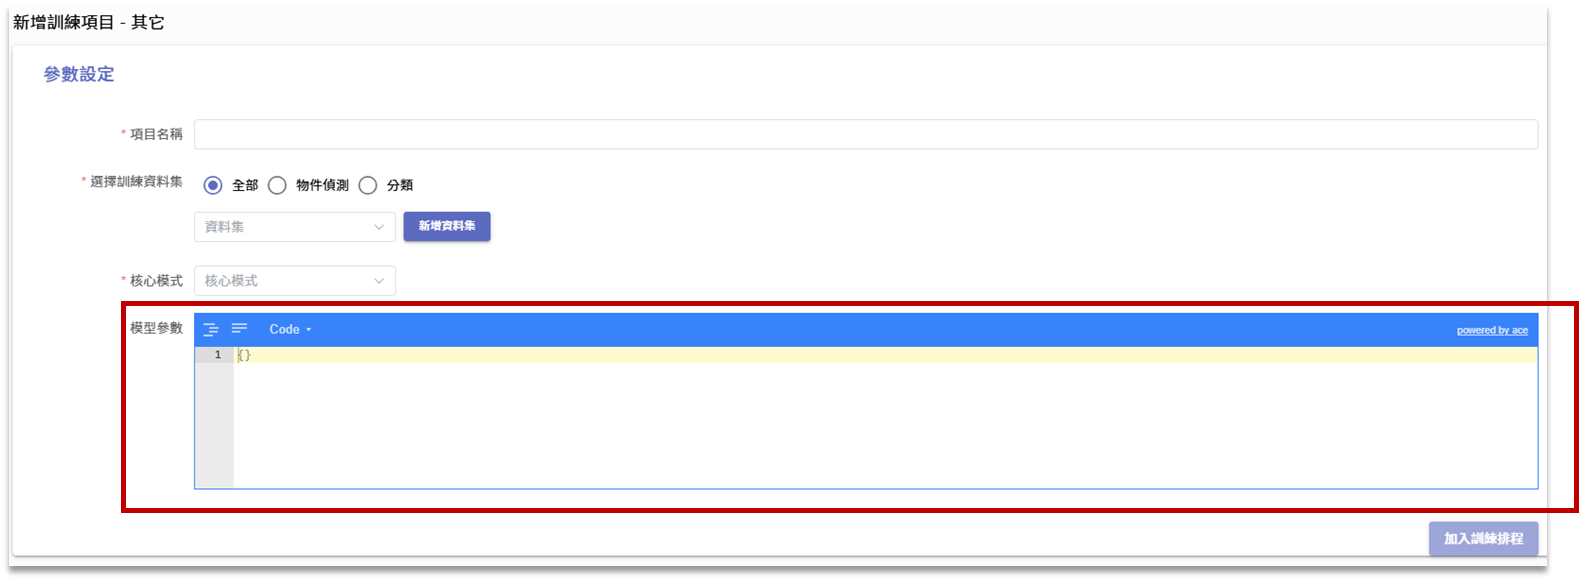 新增訓練項目 - 其它
參數設定
* 項目名稱
* 選擇訓練資料集 全部 物件偵測 分類
資料集 新增資料集
* 核心模式 核心模式
模型參數 Code powered by ace
1 {}
加入訓練排程